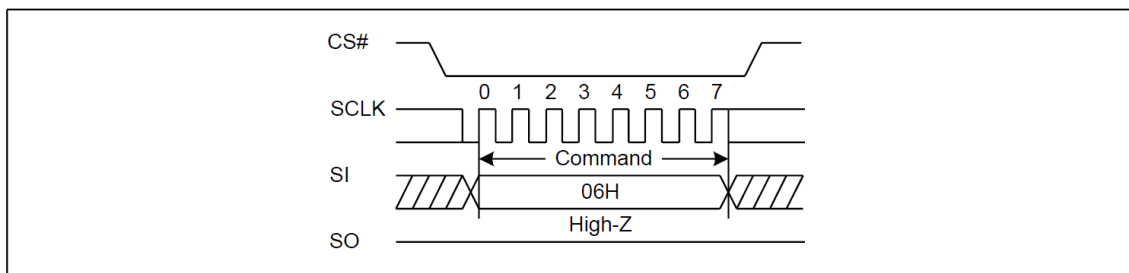 CS#
0 1 2 3 4 5 6 7
SCLK
Command
SI
06H
High-Z
SO